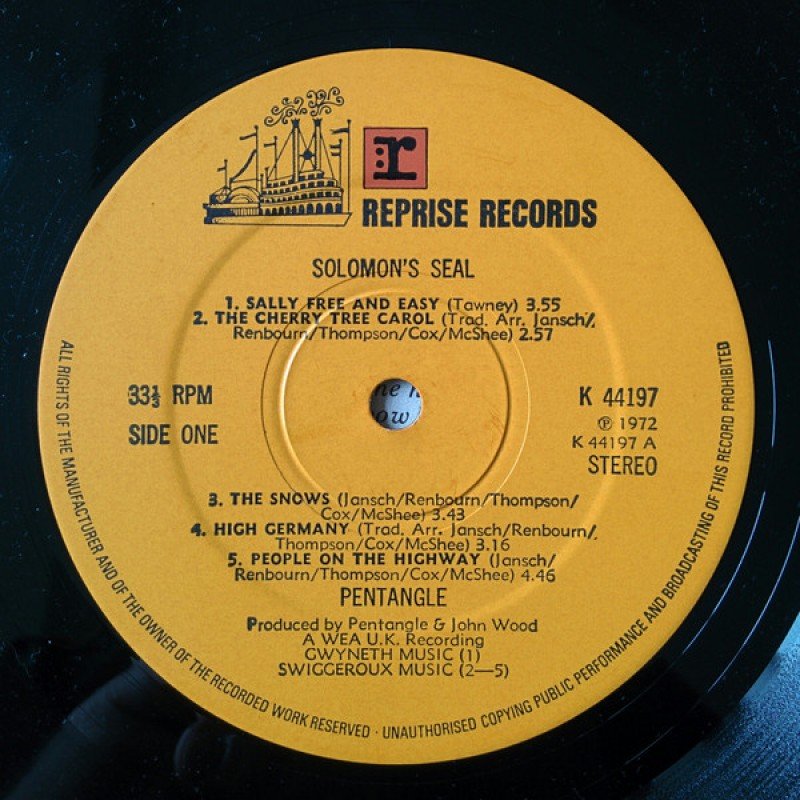 r
REPRISE RECORDS
SOLOMON'S SEAL
1. SALLY FREE AND EASY (Tawney) 3.55
2. THE CHERRY TREE CAROL (Trad. Arr. Jansch/
Renbourn/Thompson/Cox/McShee) 2.57
33⅓ RPM
SIDE ONE
K 44197
℗ 1972
K 44197 A
STEREO
ow
3. THE SNOWS (Jansch/Renbourn/Thompson/
Cox/McShee) 3.43
4. HIGH GERMANY (Trad. Arr. Jansch/Renbourn/
Thompson/Cox/McShee) 3.16
5. PEOPLE ON THE HIGHWAY (Jansch/
Renbourn/Thompson/Cox/McShee) 4.46
PENTANGLE
Produced by Pentangle & John Wood
A WEA U.K. Recording
GWYNETH MUSIC (1)
SWIGGEROUX MUSIC (2—5)
ALL RIGHTS OF THE MANUFACTURER AND OF THE OWNER OF THE RECORDED WORK RESERVED · UNAUTHORISED COPYING PUBLIC PERFORMANCE AND BROADCASTING OF THIS RECORD PROHIBITED